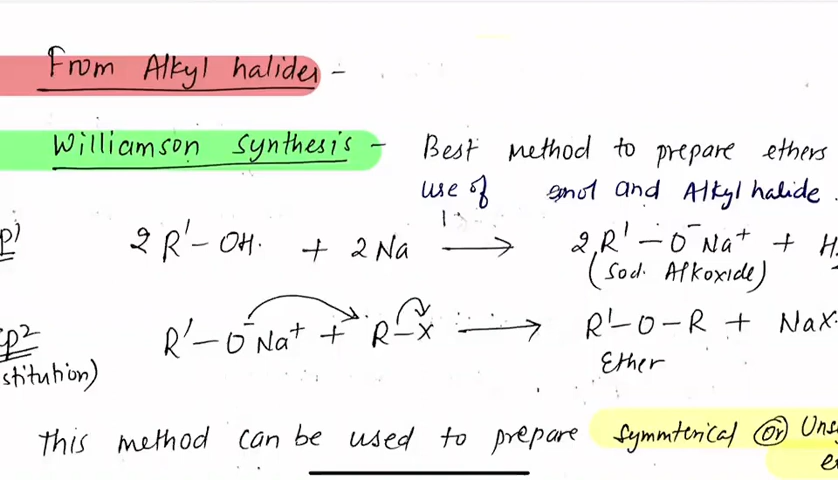 From Alkyl halides -
Williamson synthesis - Best method to prepare ethers
use of enol and Alkyl halide.
2 R' - OH. + 2 Na ⟶ 2 R' - O⁻ Na⁺ + H
(Sod. Alkoxide)
R' - O⁻ Na⁺ + R - X ⟶ R' - O - R + NaX.
stitution) Ether
This method can be used to prepare symmterical or Uns